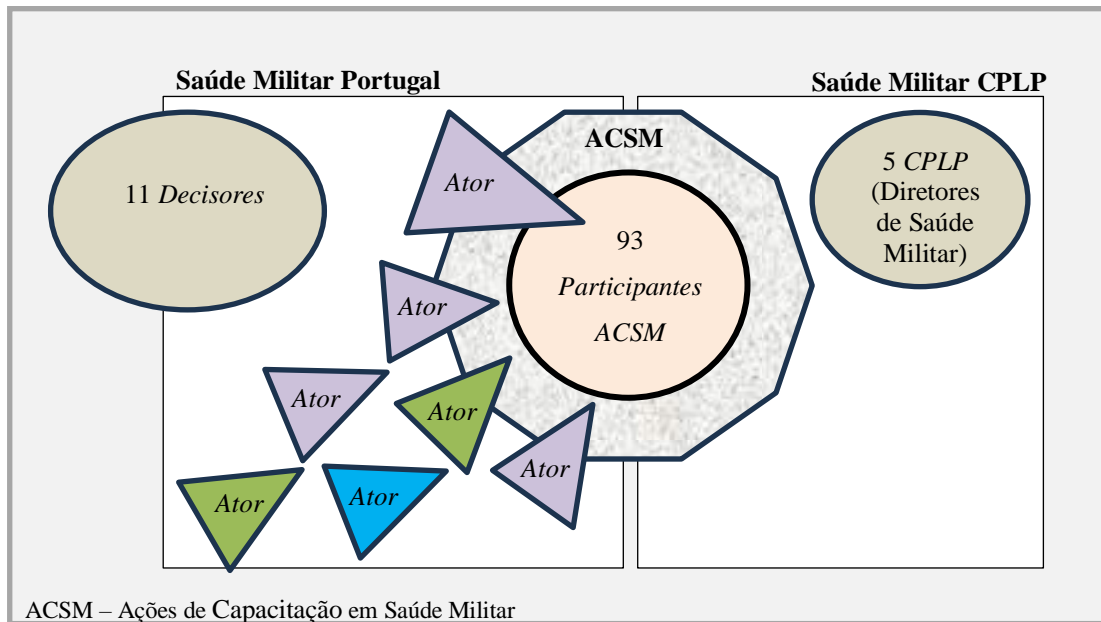 Saúde Militar Portugal
Saúde Militar CPLP
ACSM
11 Decisores
Ator
5 CPLP
(Diretores
de Saúde
Militar)
93
Participantes
ACSM
Ator
Ator
Ator
Ator
Ator
Ator
ACSM – Ações de Capacitação em Saúde Militar